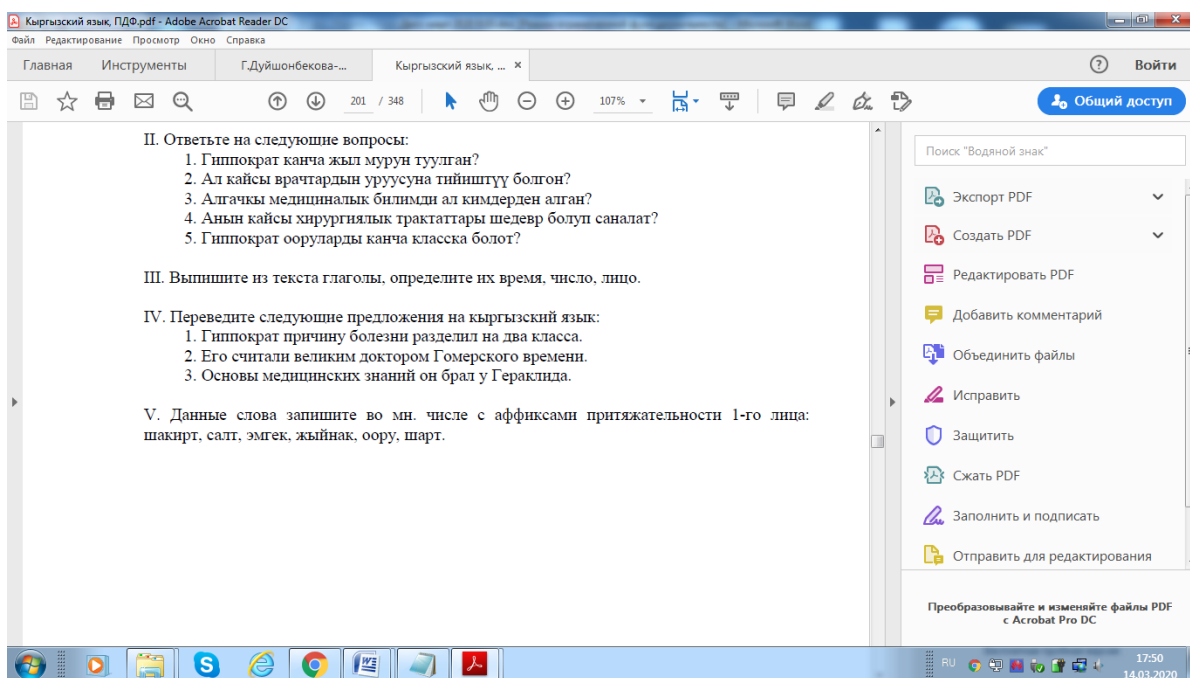 Кыргызский язык, ПДФ.pdf - Adobe Acrobat Reader DC
Файл Редактирование Просмотр Окно Справка
Главная Инструменты Г.Дуйшонбекова-... Кыргызский язык, ... × ? Войти
201 / 348 107% Общий доступ
II. Ответьте на следующие вопросы:
1. Гиппократ канча жыл мурун туулган?
2. Ал кайсы врачтардын уруусуна тийиштүү болгон?
3. Алгачкы медициналык билимди ал кимдерден алган?
4. Анын кайсы хирургиялык трактаттары шедевр болуп саналат?
5. Гиппократ ооруларды канча класска болот?
III. Выпишите из текста глаголы, определите их время, число, лицо.
IV. Переведите следующие предложения на кыргызский язык:
1. Гиппократ причину болезни разделил на два класса.
2. Его считали великим доктором Гомерского времени.
3. Основы медицинских знаний он брал у Гераклида.
V. Данные слова запишите во мн. числе с аффиксами притяжательности 1-го лица:
шакирт, салт, эмгек, жыйнак, оору, шарт.
Поиск "Водяной знак"
Экспорт PDF
Создать PDF
Редактировать PDF
Добавить комментарий
Объединить файлы
Исправить
Защитить
Сжать PDF
Заполнить и подписать
Отправить для редактирования
Преобразовывайте и изменяйте файлы PDF
с Acrobat Pro DC
RU 17:50
14.03.2020